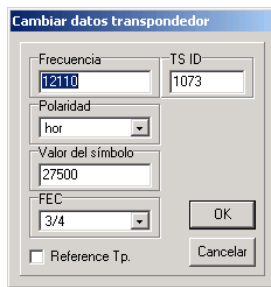 Cambiar datos transpondedor
Frecuencia
12110
TS ID
1073
Polaridad
hor
Valor del símbolo
27500
FEC
3/4
OK
Reference Tp.
Cancelar